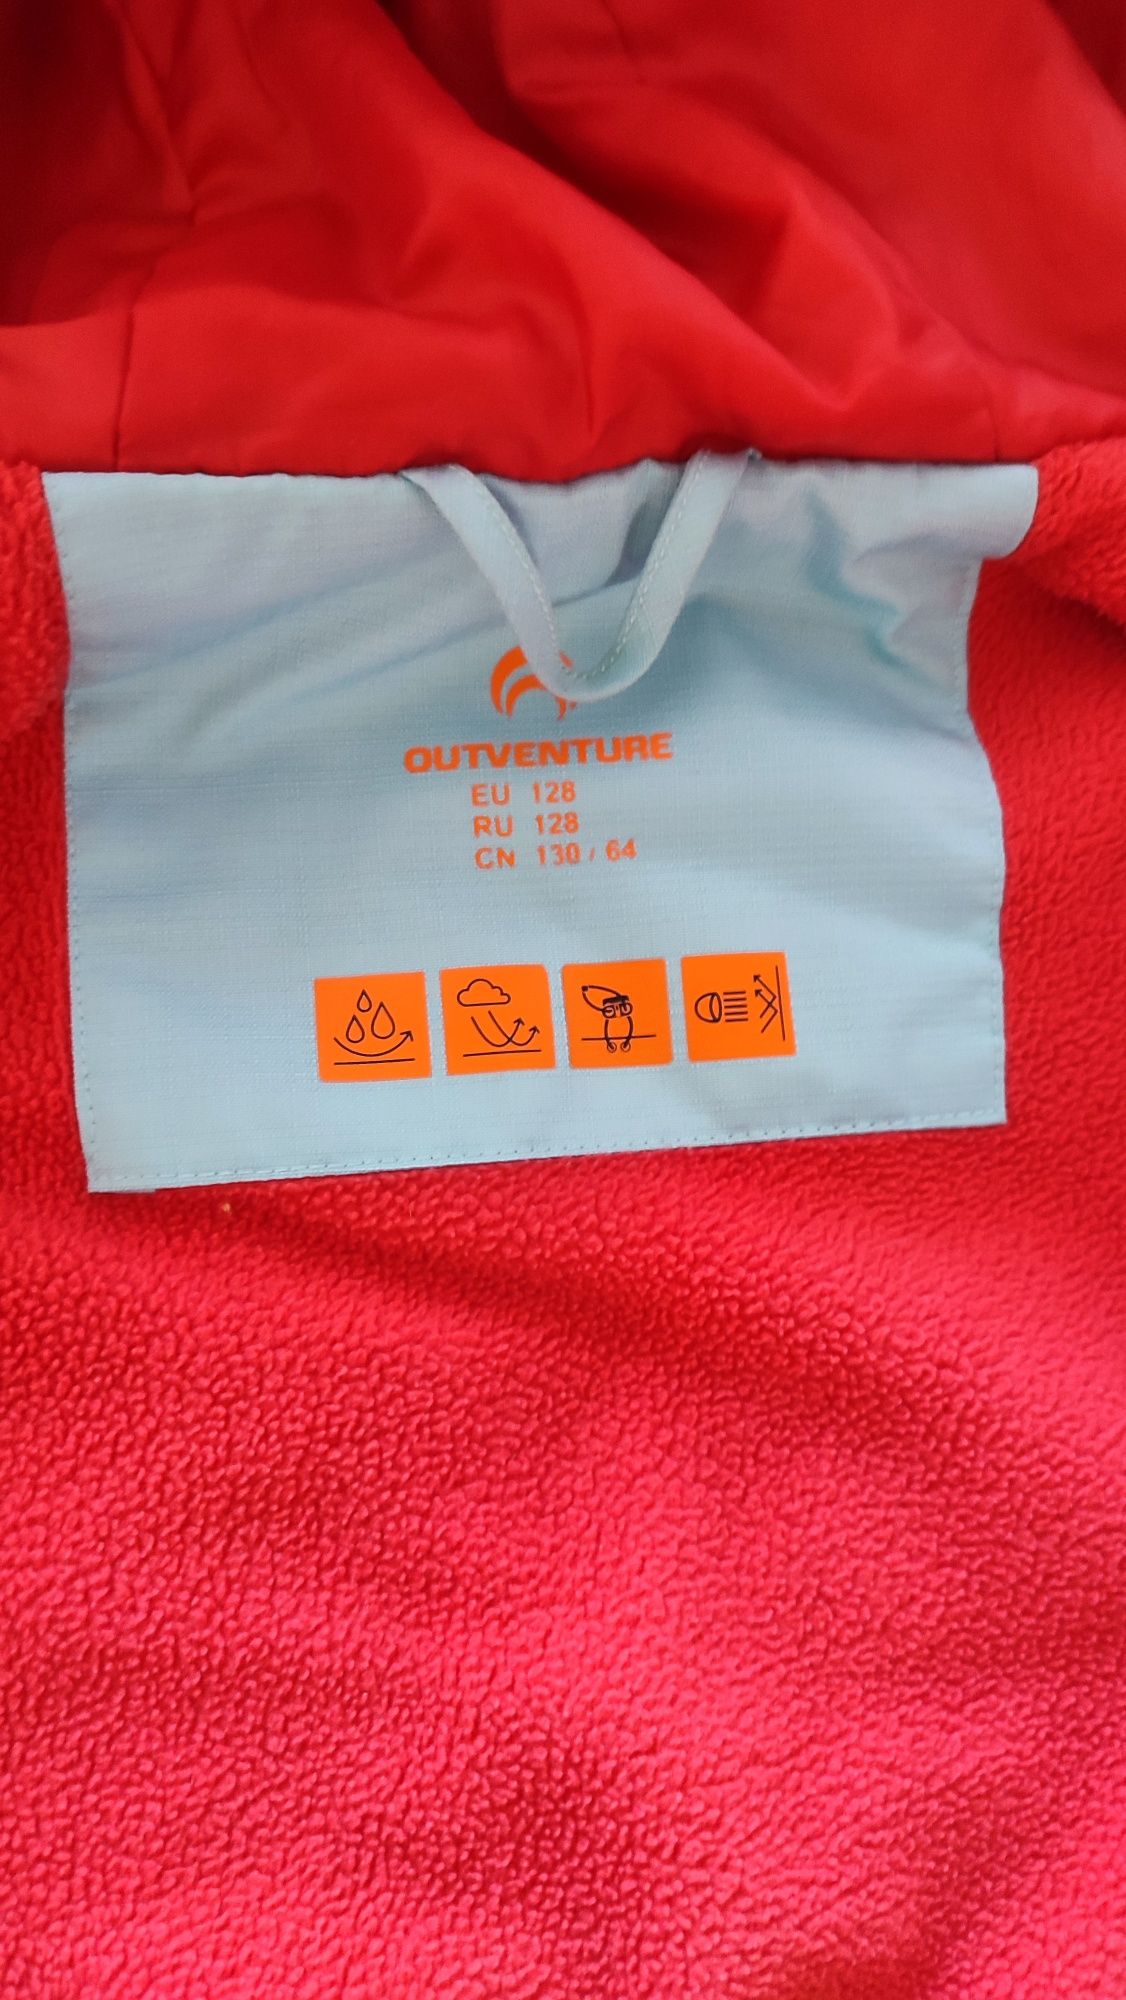 OUTVENTURE
EU 128
RU 128
CN 130 / 64